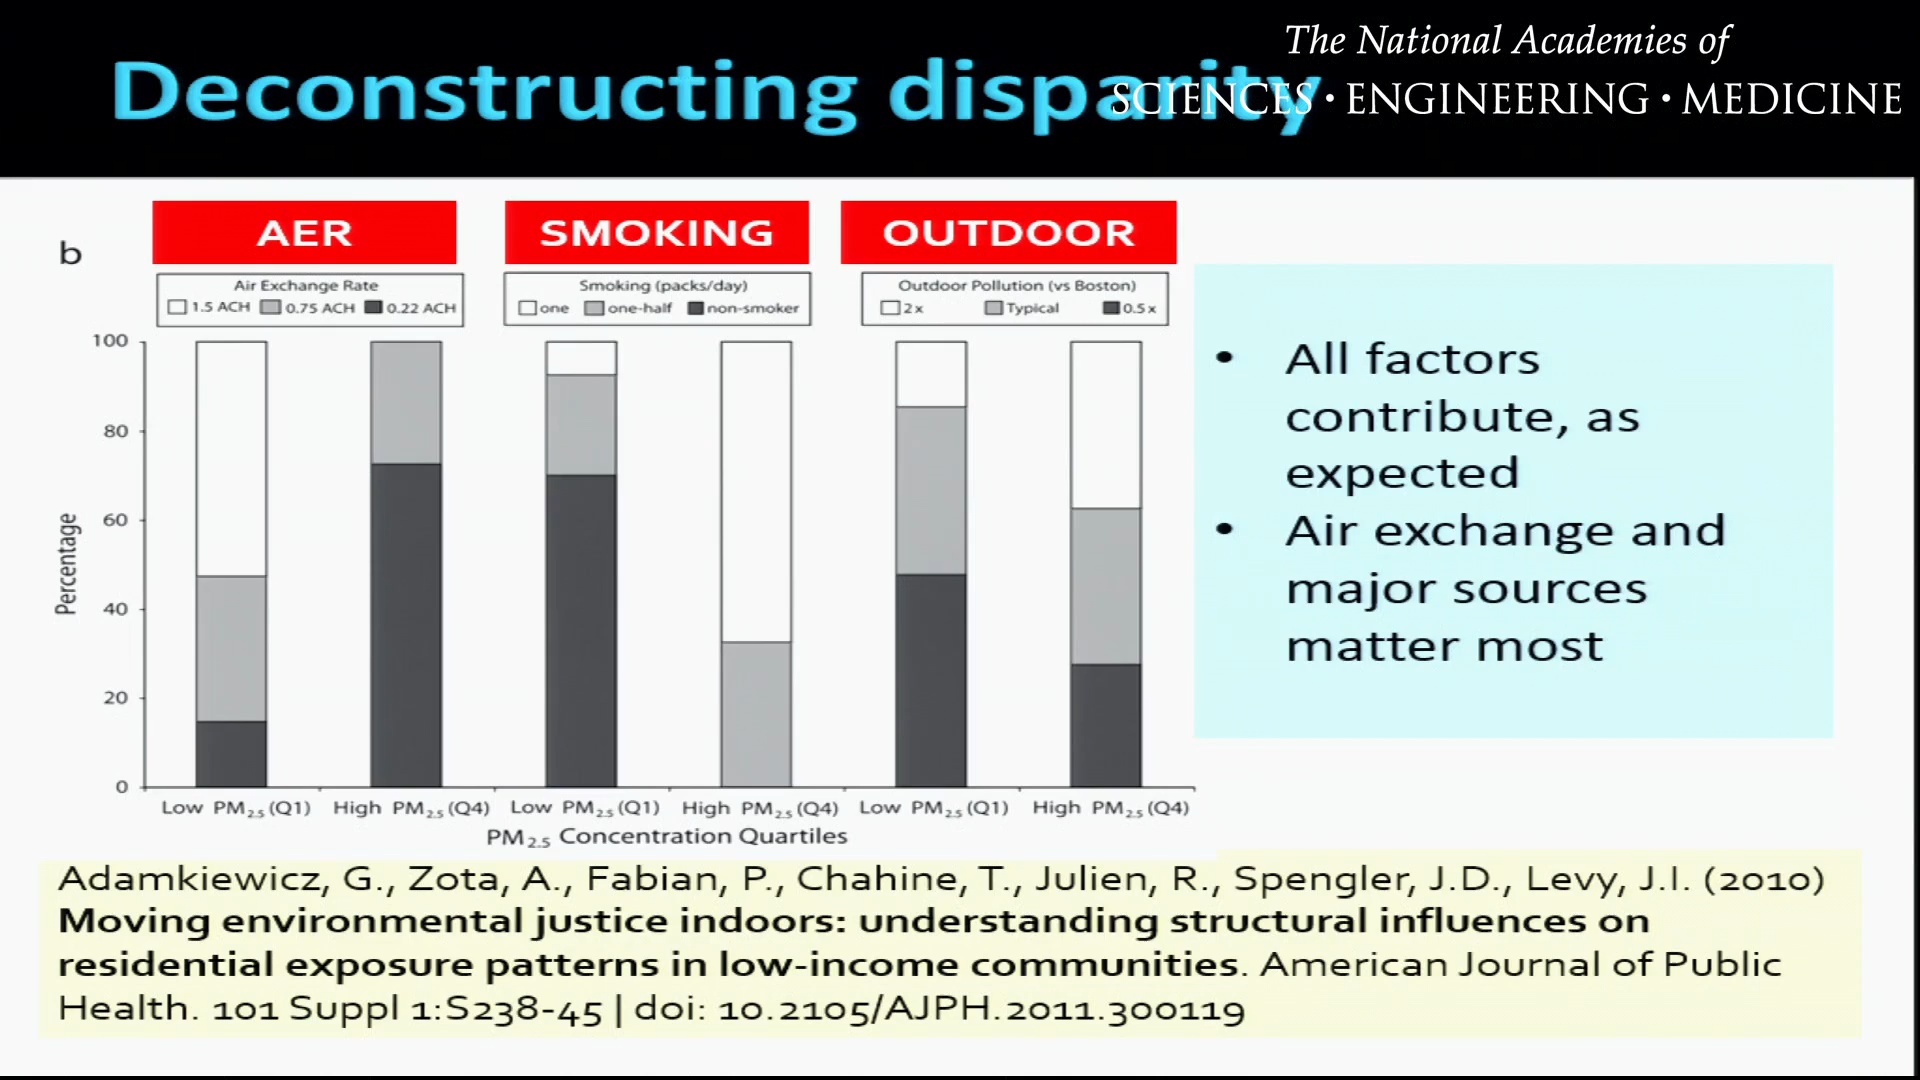 The National Academies of
SCIENCES • ENGINEERING • MEDICINE
Deconstructing disparity
AER
SMOKING
OUTDOOR
b
Air Exchange Rate
1.5 ACH 0.75 ACH 0.22 ACH
Smoking (packs/day)
one one-half non-smoker
Outdoor Pollution (vs Boston)
2x Typical 0.5x
Percentage
100
80
60
40
20
0
Low PM2.5 (Q1) High PM2.5 (Q4) Low PM2.5 (Q1) High PM2.5 (Q4) Low PM2.5 (Q1) High PM2.5 (Q4)
PM2.5 Concentration Quartiles
• All factors
contribute, as
expected
• Air exchange and
major sources
matter most
Adamkiewicz, G., Zota, A., Fabian, P., Chahine, T., Julien, R., Spengler, J.D., Levy, J.I. (2010)
Moving environmental justice indoors: understanding structural influences on
residential exposure patterns in low-income communities. American Journal of Public
Health. 101 Suppl 1:S238-45 | doi: 10.2105/AJPH.2011.300119